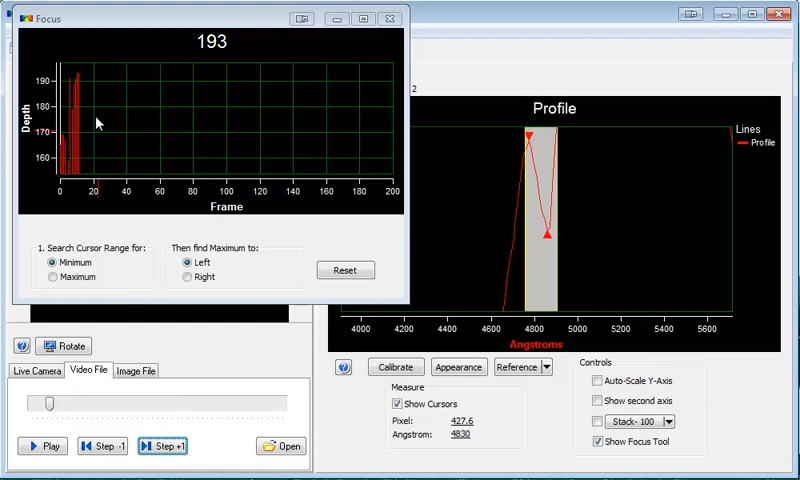 Focus
193
Depth
190
180
170
160
0 20 40 60 80 100 120 140 160 180 200
Frame
1. Search Cursor Range for:
Minimum
Maximum
Then find Maximum to:
Left
Right
Reset
2
Profile
Lines
Profile
4000 4200 4400 4600 4800 5000 5200 5400 5600
Angstroms
Rotate
Live Camera Video File Image File
Play
Step -1
Step +1
Open
Calibrate
Appearance
Reference
Measure
Show Cursors
Pixel: 427.6
Angstrom: 4830
Controls
Auto-Scale Y-Axis
Show second axis
Stack- 100
Show Focus Tool